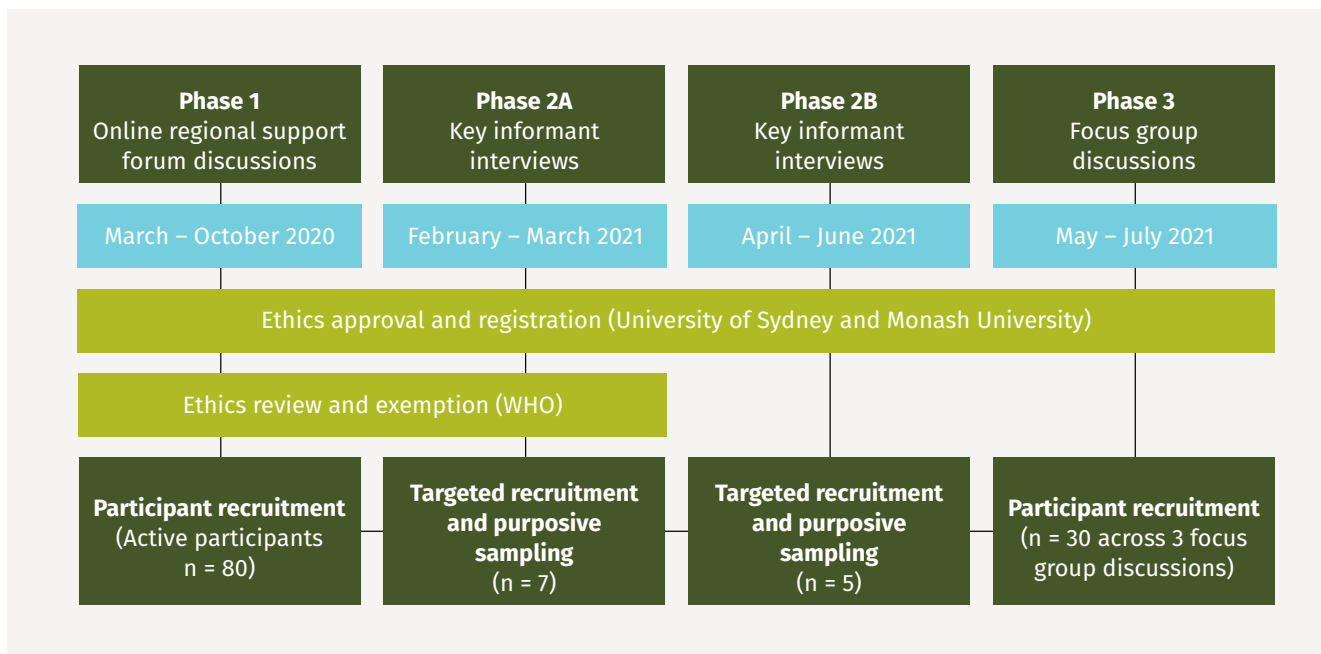 Phase 1
Online regional support
forum discussions
Phase 2A
Key informant
interviews
Phase 2B
Key informant
interviews
Phase 3
Focus group
discussions
March – October 2020
February – March 2021
April – June 2021
May – July 2021
Ethics approval and registration (University of Sydney and Monash University)
Ethics review and exemption (WHO)
Participant recruitment
(Active participants
n = 80)
Targeted recruitment
and purposive
sampling
(n = 7)
Targeted recruitment
and purposive
sampling
(n = 5)
Participant recruitment
(n = 30 across 3 focus
group discussions)